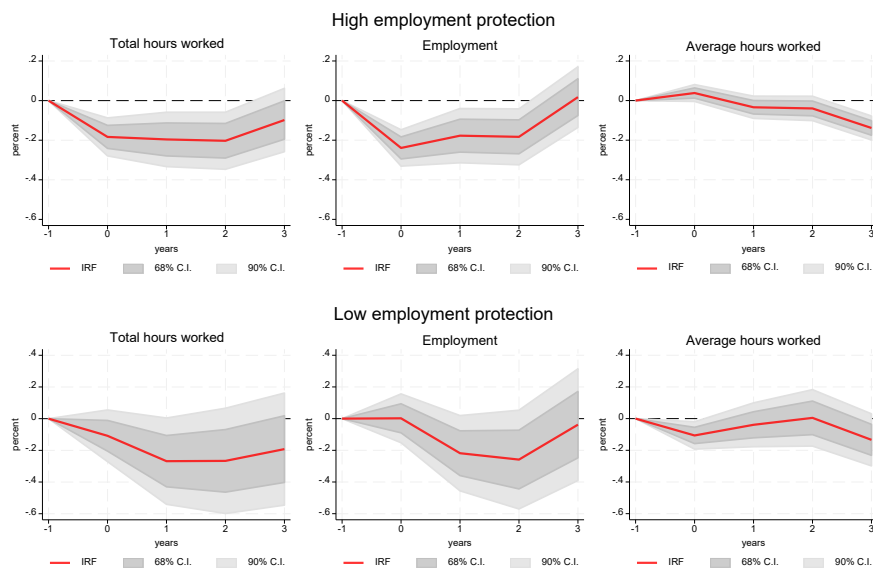 High employment protection
Total hours worked
.2
0
-.2
-.4
-.6
percent
-1 0 1 2 3
years
IRF 68% C.I. 90% C.I.
Employment
.2
0
-.2
-.4
-.6
percent
-1 0 1 2 3
years
IRF 68% C.I. 90% C.I.
Average hours worked
.2
0
-.2
-.4
-.6
percent
-1 0 1 2 3
years
IRF 68% C.I. 90% C.I.
Low employment protection
Total hours worked
.4
.2
0
-.2
-.4
-.6
percent
-1 0 1 2 3
years
IRF 68% C.I. 90% C.I.
Employment
.4
.2
0
-.2
-.4
-.6
percent
-1 0 1 2 3
years
IRF 68% C.I. 90% C.I.
Average hours worked
.4
.2
0
-.2
-.4
-.6
percent
-1 0 1 2 3
years
IRF 68% C.I. 90% C.I.